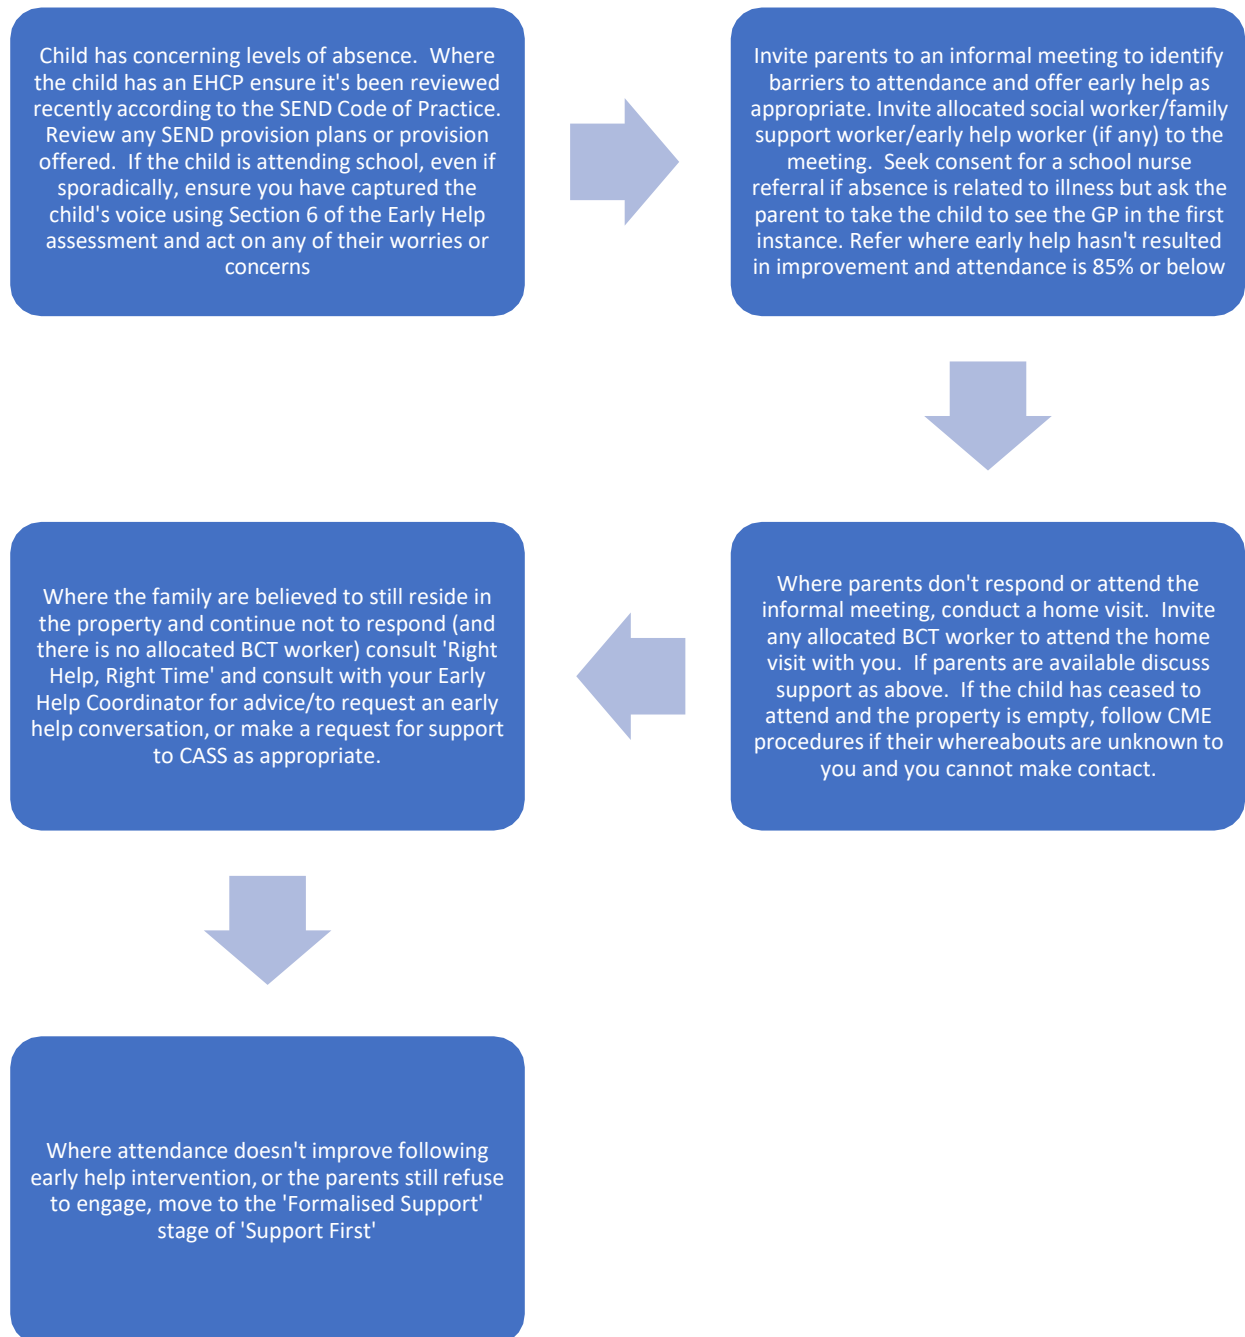 Child has concerning levels of absence.  Where
the child has an EHCP ensure it's been reviewed
recently according to the SEND Code of Practice.
Review any SEND provision plans or provision
offered.  If the child is attending school, even if
sporadically, ensure you have captured the
child's voice using Section 6 of the Early Help
assessment and act on any of their worries or
concerns
Invite parents to an informal meeting to identify
barriers to attendance and offer early help as
appropriate. Invite allocated social worker/family
support worker/early help worker (if any) to the
meeting.  Seek consent for a school nurse
referral if absence is related to illness but ask the
parent to take the child to see the GP in the first
instance. Refer where early help hasn't resulted
in improvement and attendance is 85% or below
Where parents don't respond or attend the
informal meeting, conduct a home visit.  Invite
any allocated BCT worker to attend the home
visit with you.  If parents are available discuss
support as above.  If the child has ceased to
attend and the property is empty, follow CME
procedures if their whereabouts are unknown to
you and you cannot make contact.
Where the family are believed to still reside in
the property and continue not to respond (and
there is no allocated BCT worker) consult 'Right
Help, Right Time' and consult with your Early
Help Coordinator for advice/to request an early
help conversation, or make a request for support
to CASS as appropriate.
Where attendance doesn't improve following
early help intervention, or the parents still refuse
to engage, move to the 'Formalised Support'
stage of 'Support First'